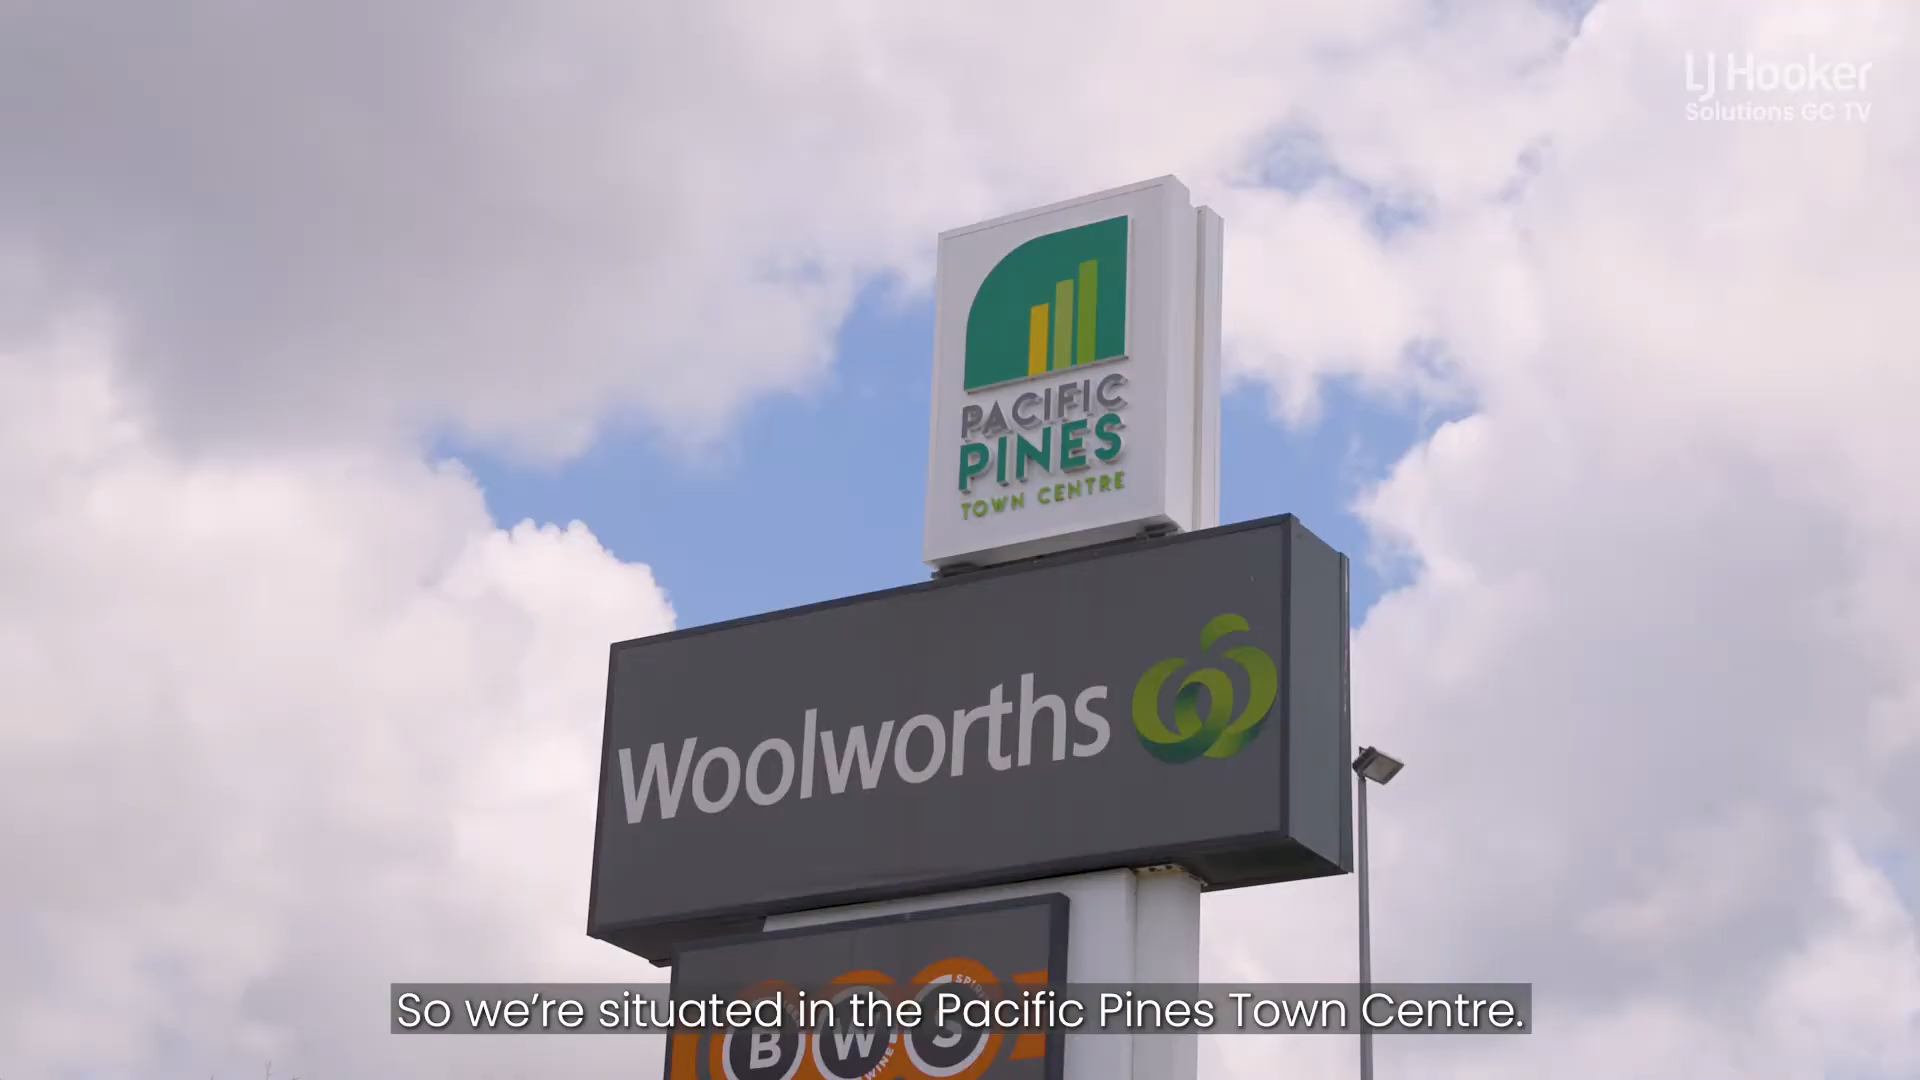 LJ Hooker
Solutions GC TV
PACIFIC
PINES
TOWN CENTRE
Woolworths
BWS
So we're situated in the Pacific Pines Town Centre.